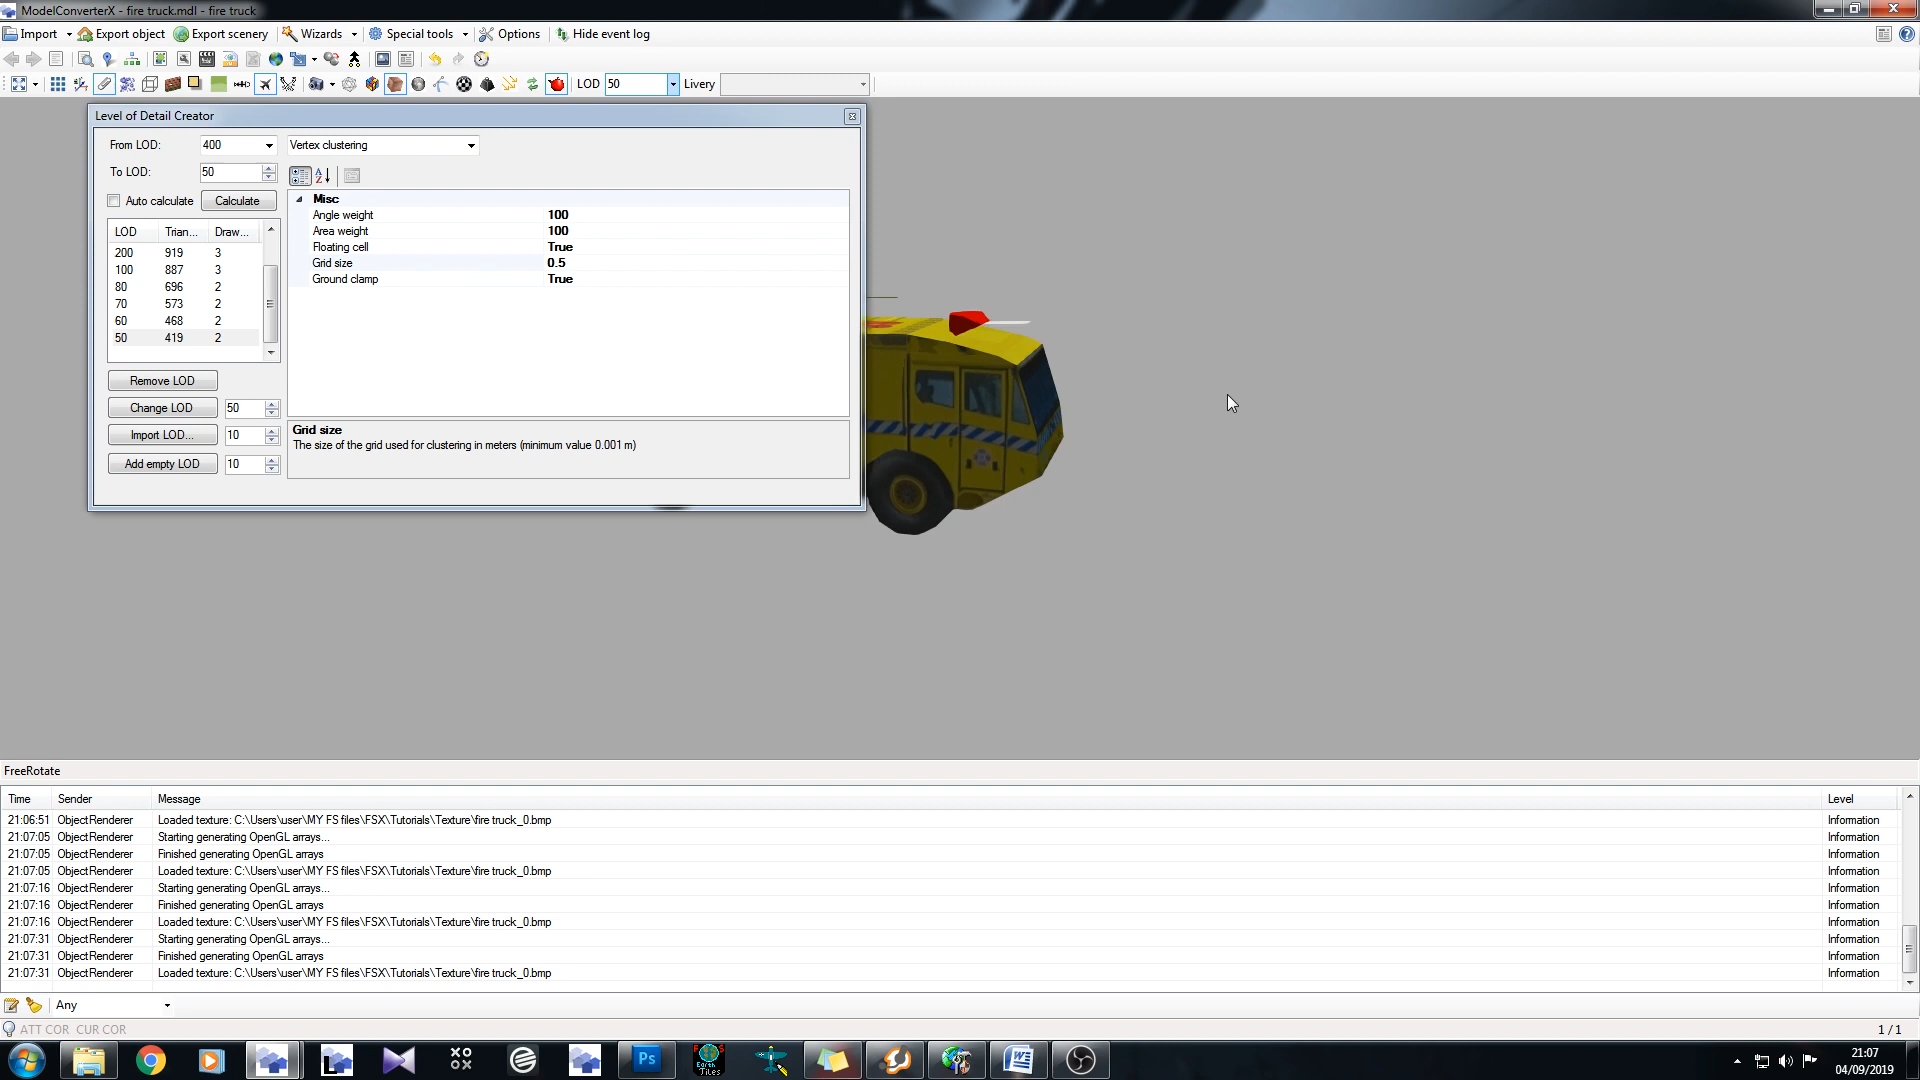 ModelConverterX - fire truck.mdl - fire truck
Import Export object Export scenery Wizards Special tools Options Hide event log
LOD 50 Livery
Level of Detail Creator
From LOD: 400 Vertex clustering
To LOD: 50
Auto calculate Calculate
LOD Trian... Draw...
200 919 3
100 887 3
80 696 2
70 573 2
60 468 2
50 419 2
Misc
Angle weight 100
Area weight 100
Floating cell True
Grid size 0.5
Ground clamp True
Remove LOD
Change LOD 50
Import LOD... 10
Add empty LOD 10
Grid size
The size of the grid used for clustering in meters (minimum value 0.001 m)
FreeRotate
Time Sender Message Level
21:06:51 ObjectRenderer Loaded texture: C:\Users\user\MY FS files\FSX\Tutorials\Texture\fire truck_0.bmp Information
21:07:05 ObjectRenderer Starting generating OpenGL arrays... Information
21:07:05 ObjectRenderer Finished generating OpenGL arrays Information
21:07:05 ObjectRenderer Loaded texture: C:\Users\user\MY FS files\FSX\Tutorials\Texture\fire truck_0.bmp Information
21:07:16 ObjectRenderer Starting generating OpenGL arrays... Information
21:07:16 ObjectRenderer Finished generating OpenGL arrays Information
21:07:16 ObjectRenderer Loaded texture: C:\Users\user\MY FS files\FSX\Tutorials\Texture\fire truck_0.bmp Information
21:07:31 ObjectRenderer Starting generating OpenGL arrays... Information
21:07:31 ObjectRenderer Finished generating OpenGL arrays Information
21:07:31 ObjectRenderer Loaded texture: C:\Users\user\MY FS files\FSX\Tutorials\Texture\fire truck_0.bmp Information
Any
ATT COR CUR COR 1 / 1
L Ps Earth Tiles W
21:07
04/09/2019